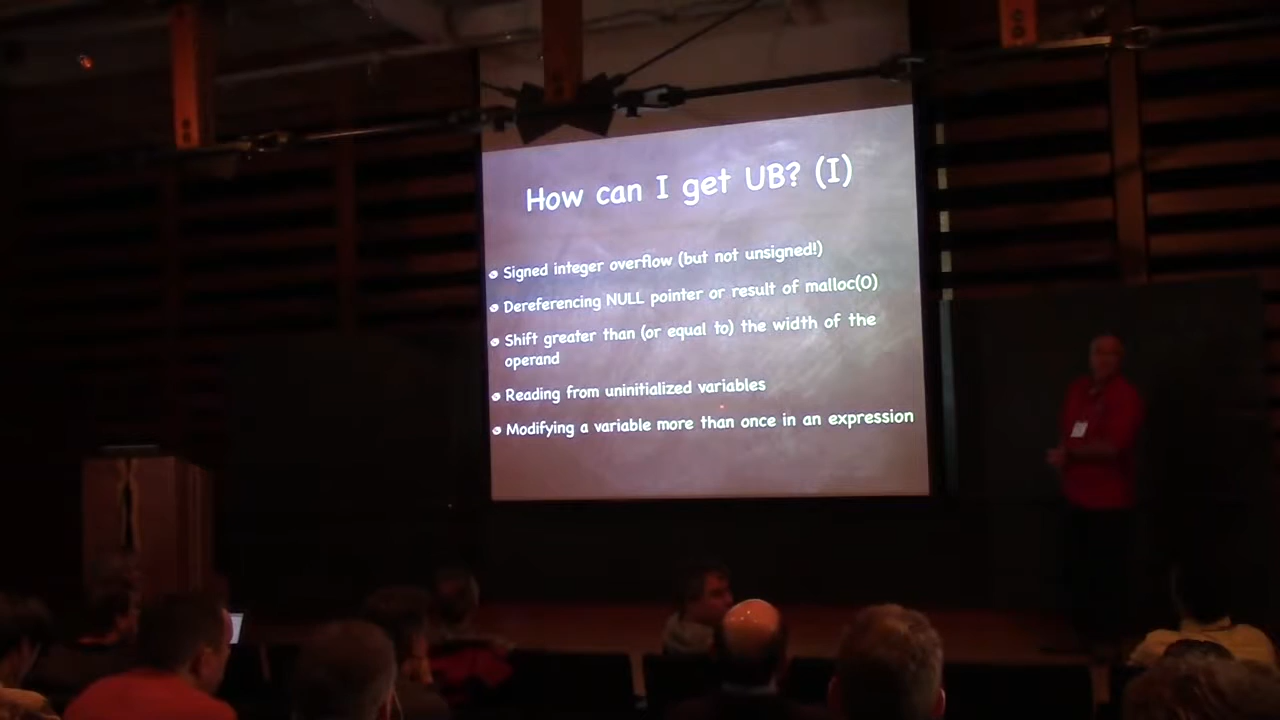 How can I get UB? (I)
Signed integer overflow (but not unsigned!)
Dereferencing NULL pointer or result of malloc(0)
Shift greater than (or equal to) the width of the
operand
Reading from uninitialized variables
Modifying a variable more than once in an expression